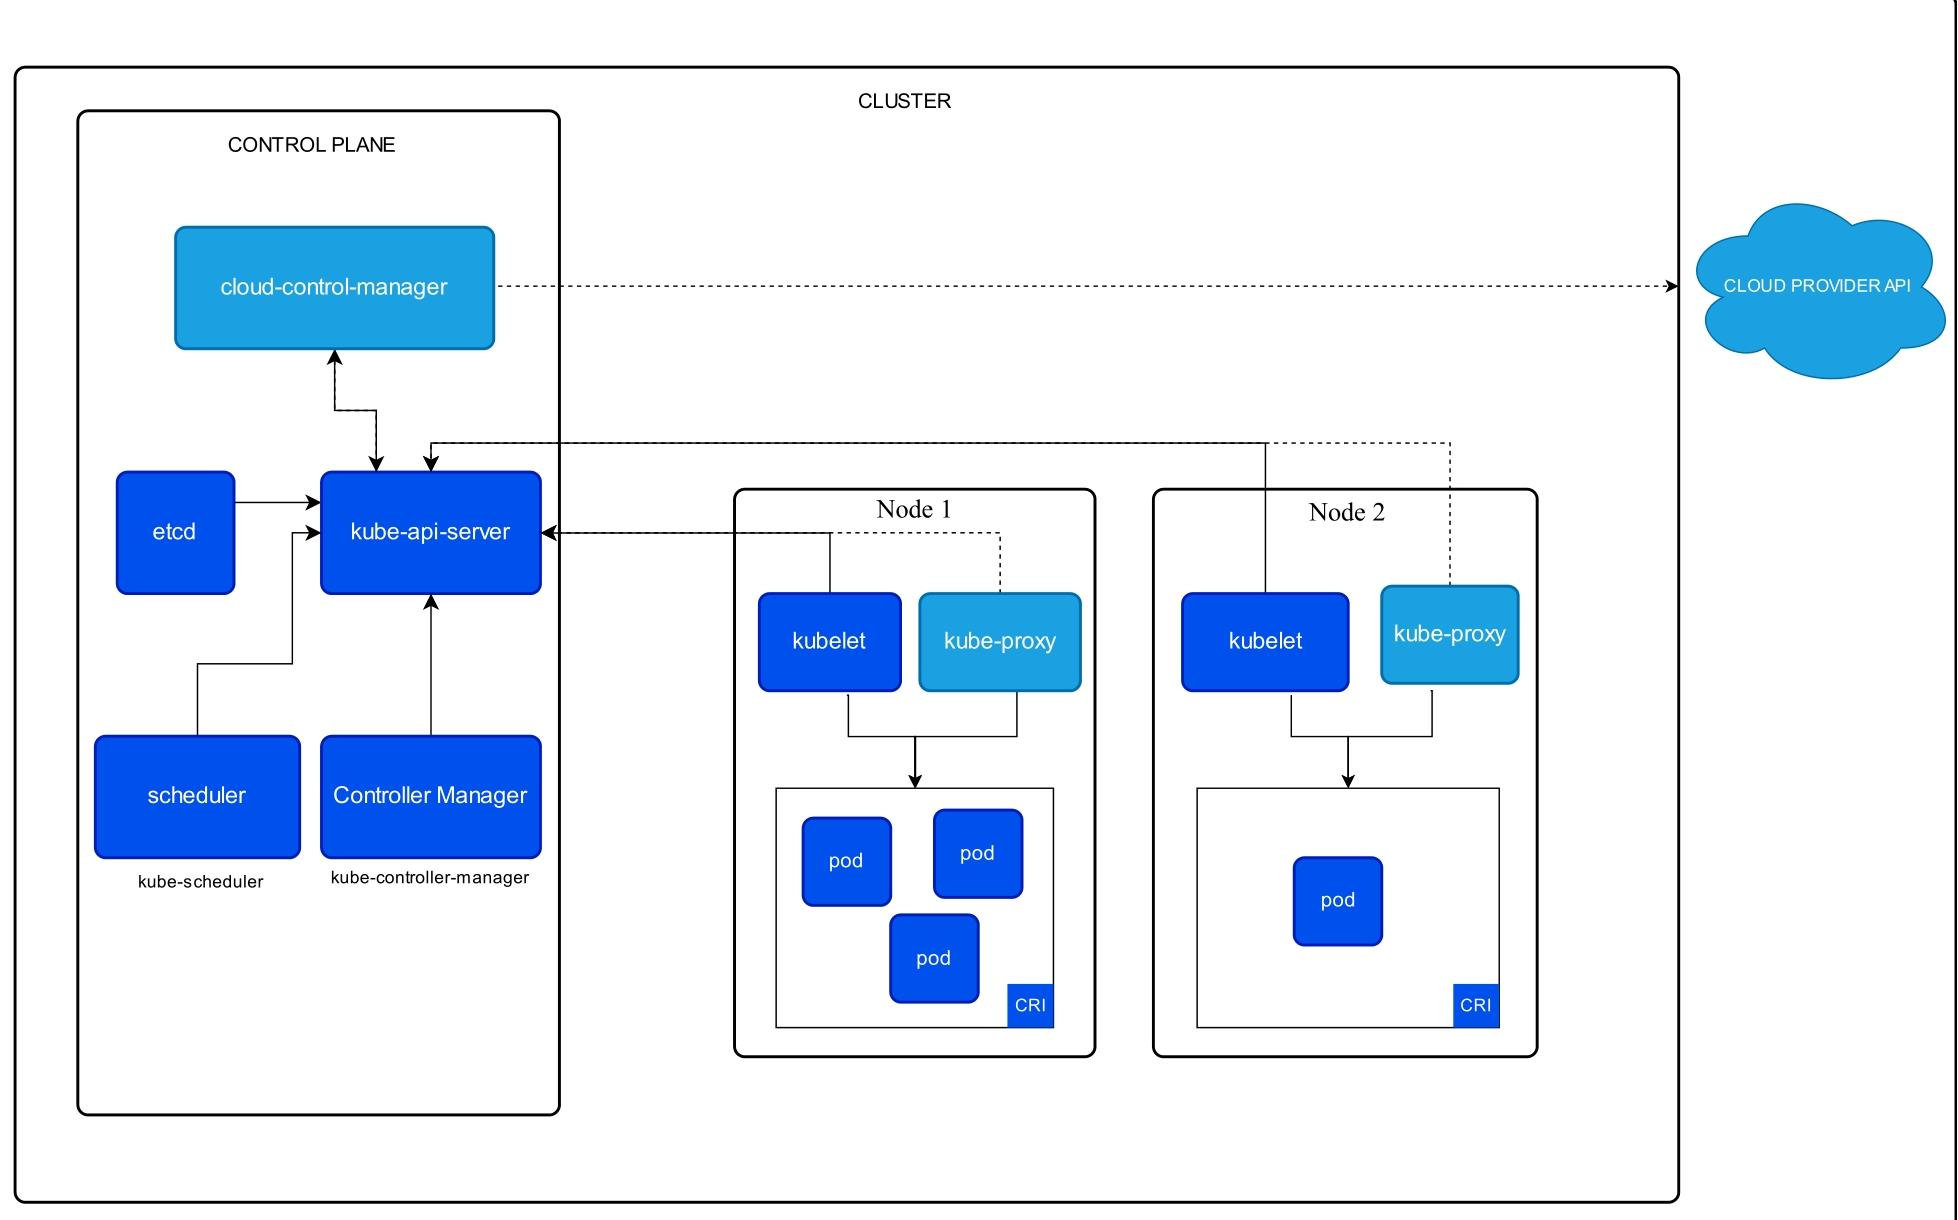 CLUSTER
CONTROL PLANE
cloud-control-manager
CLOUD PROVIDER API
etcd
kube-api-server
scheduler
Controller Manager
kube-scheduler
kube-controller-manager
Node 1
kubelet
kube-proxy
pod
pod
pod
CRI
Node 2
kubelet
kube-proxy
pod
CRI